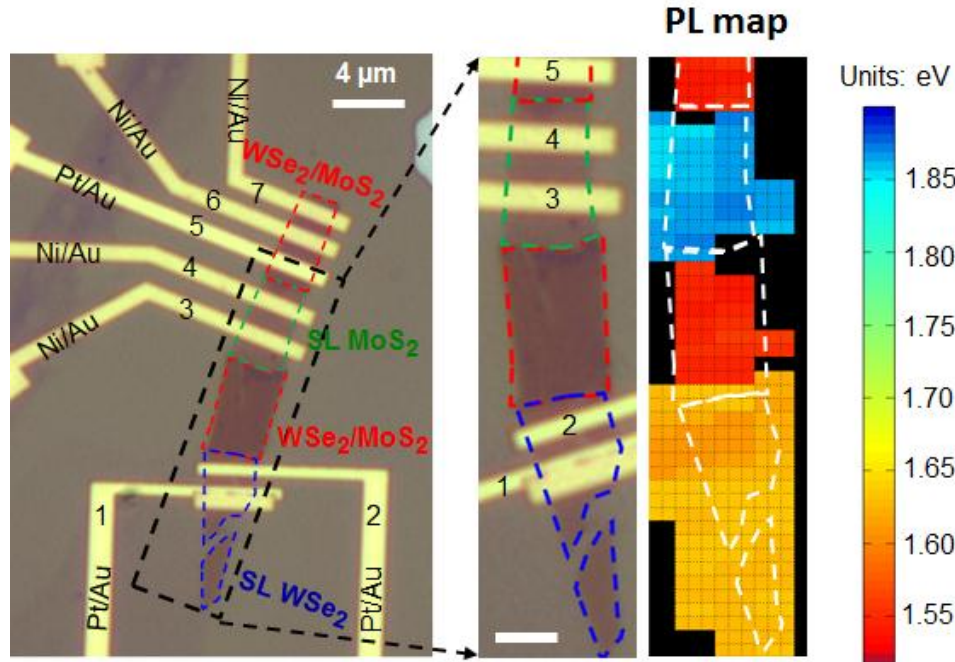 PL map
4 µm
Units: eV
Ni/Au
Ni/Au
Pt/Au
Ni/Au
Ni/Au
WSe2/MoS2
7
6
5
4
3
SL MoS2
WSe2/MoS2
1
2
Pt/Au
Pt/Au
SL WSe2
5
4
3
2
1
1.85
1.80
1.75
1.70
1.65
1.60
1.55